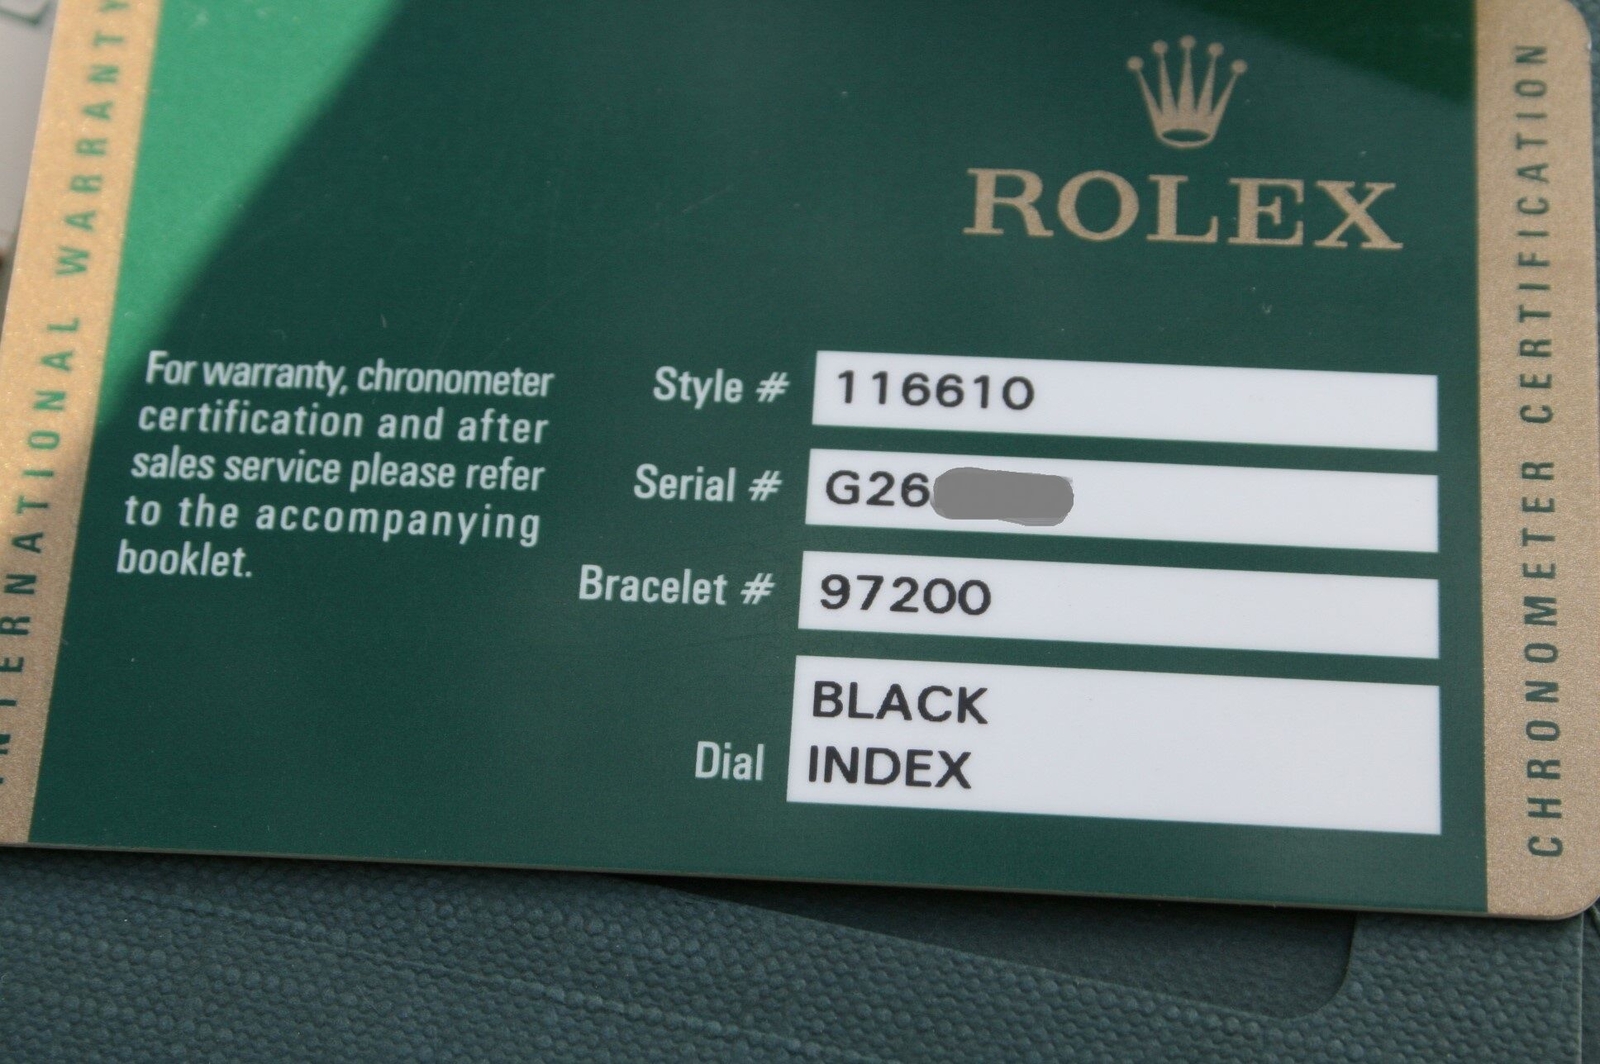 INTERNATIONAL WARRANTY
ROLEX
For warranty, chronometer
certification and after
sales service please refer
to the accompanying
booklet.
Style # 116610
Serial # G26
Bracelet # 97200
Dial BLACK
INDEX
CHRONOMETER CERTIFICATION